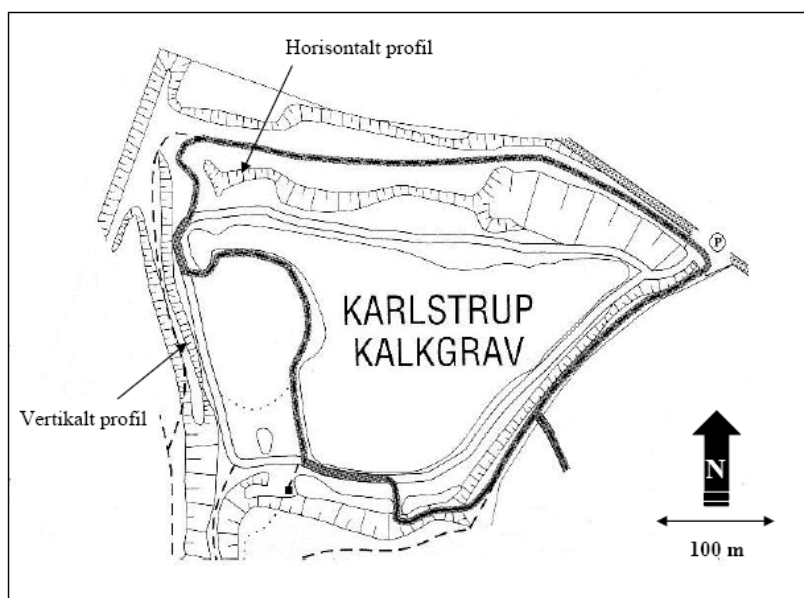 Horisontalt profil
P
KARLSTRUP
KALKGRAV
Vertikalt profil
N
100 m